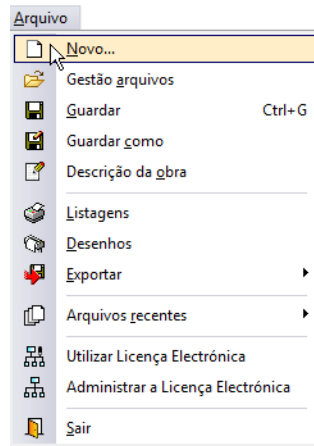 Arquivo
Novo...
Gestão arquivos
Guardar Ctrl+G
Guardar como
Descrição da obra
Listagens
Desenhos
Exportar
Arquivos recentes
Utilizar Licença Electrónica
Administrar a Licença Electrónica
Sair